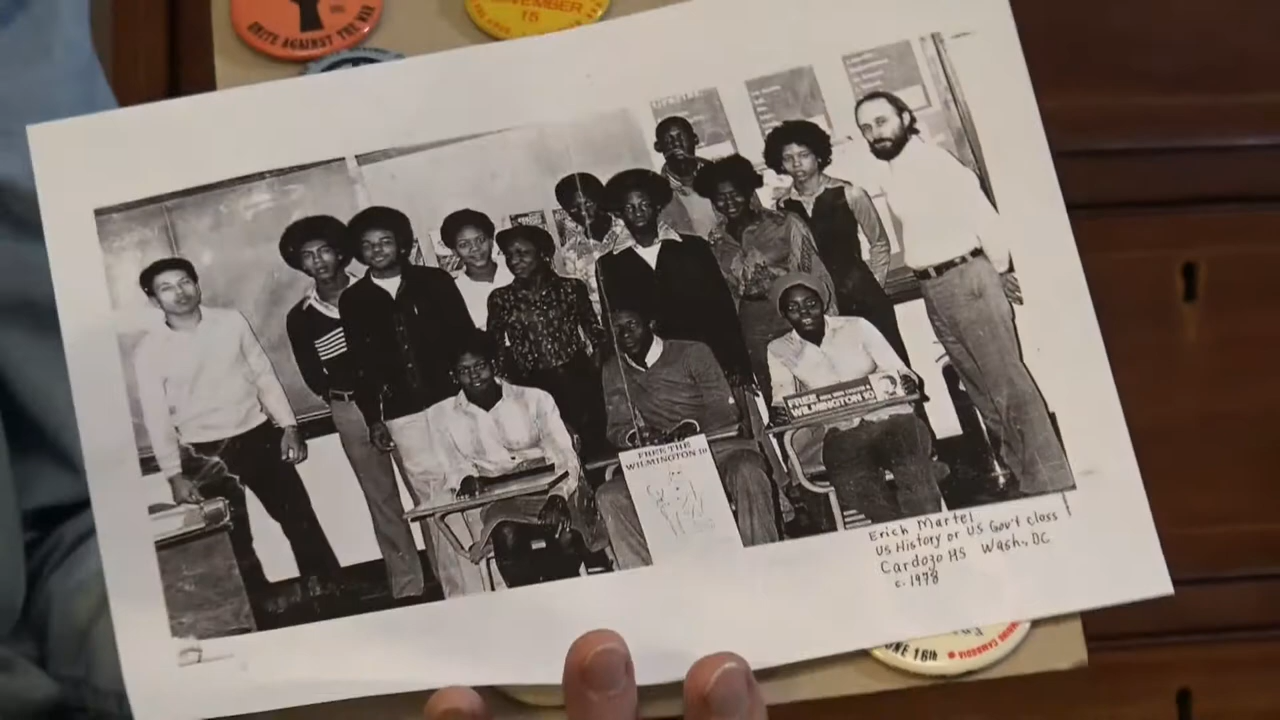 UNITE AGAINST THE WAR
NOVEMBER
15
FREE
WILMINGTON 10
FREE THE
WILMINGTON 10
Erich Martel
US History or US Gov't class
Cardozo HS Wash, DC
c. 1978
JUNE 16th
CAMBODIA